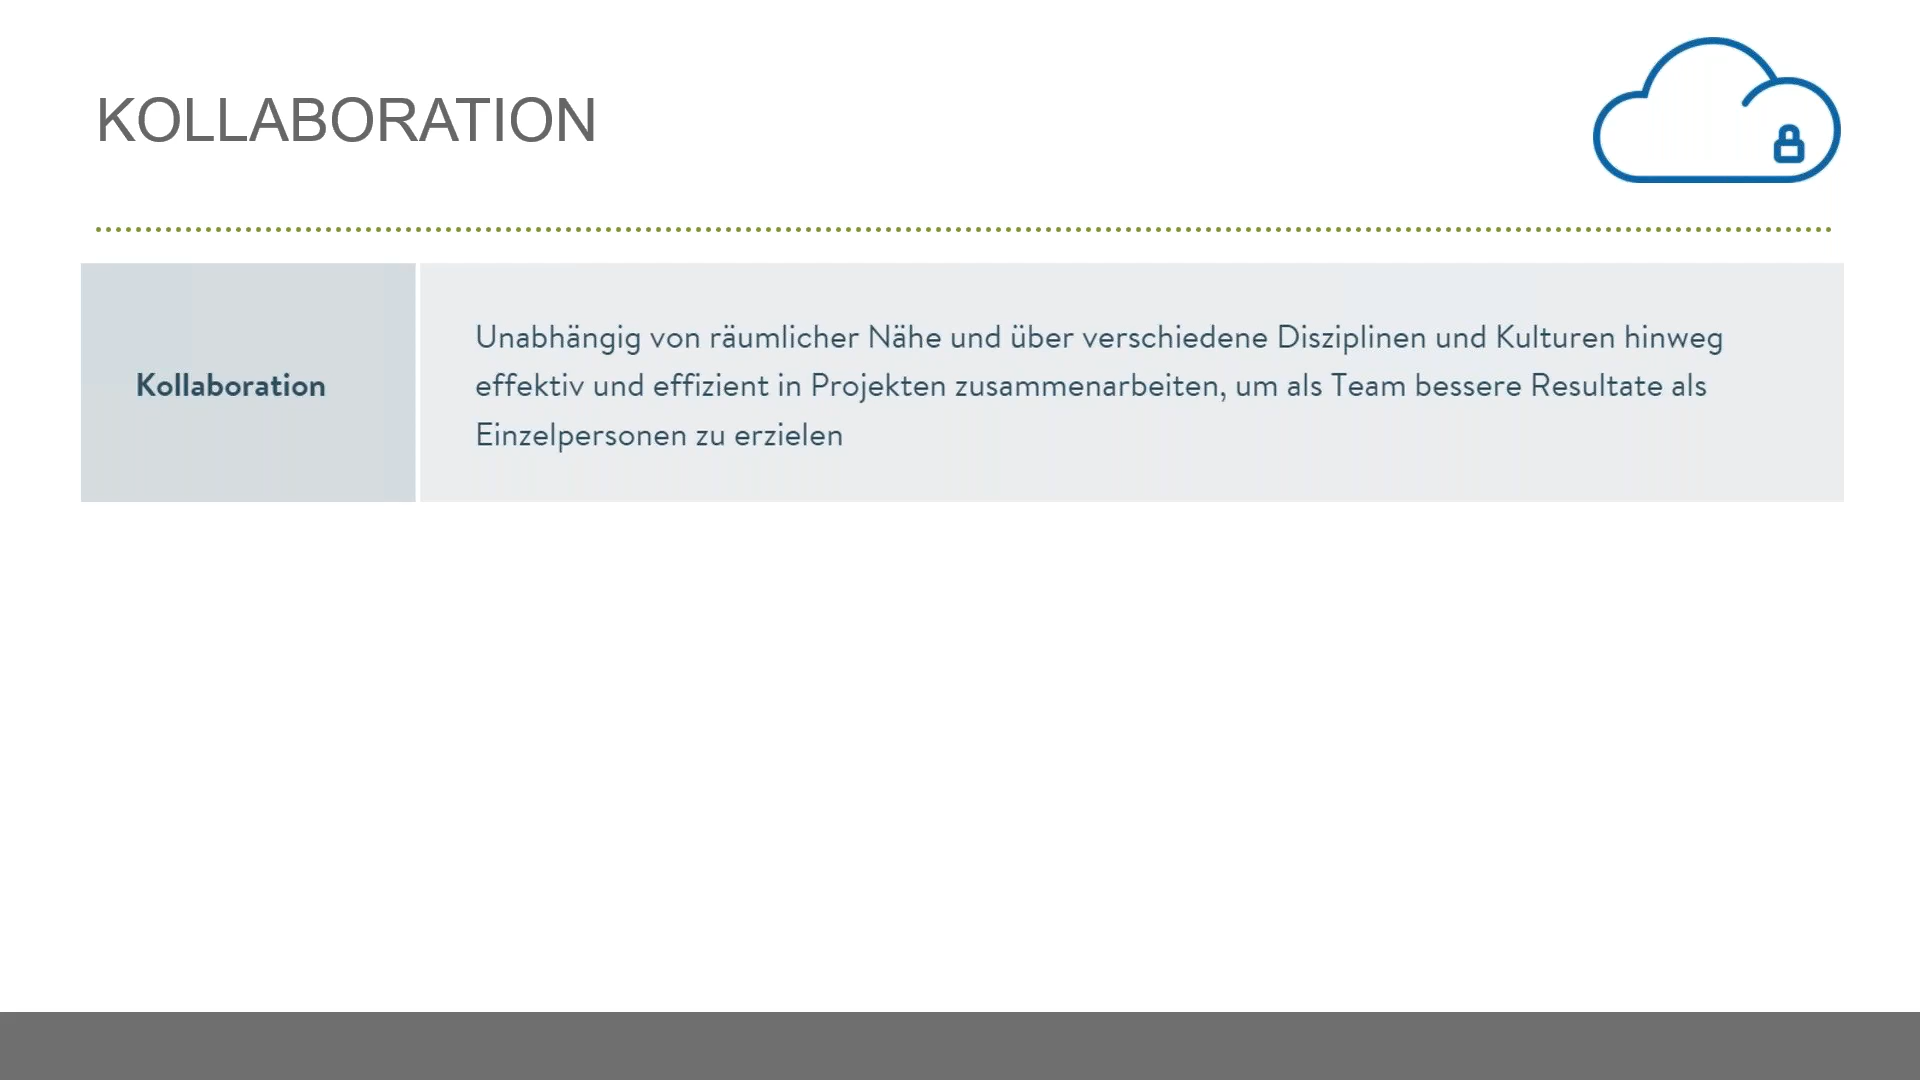 KOLLABORATION
Kollaboration
Unabhängig von räumlicher Nähe und über verschiedene Disziplinen und Kulturen hinweg
effektiv und effizient in Projekten zusammenarbeiten, um als Team bessere Resultate als
Einzelpersonen zu erzielen